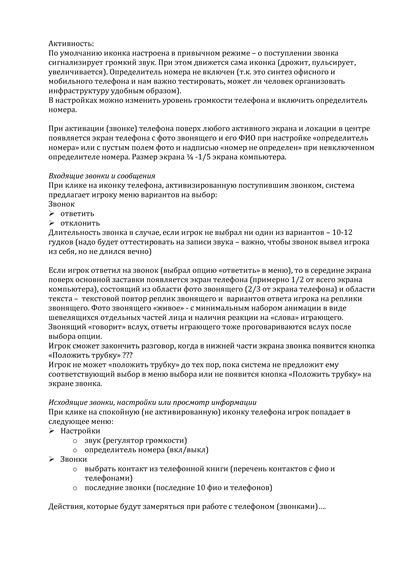 Активность:
По умолчанию иконка настроена в привычном режиме – о поступлении звонка
сигнализирует громкий звук. При этом движется сама иконка (дрожит, пульсирует,
увеличивается). Определитель номера не включен (т.к. это синтез офисного и
мобильного телефона и нам важно тестировать, может ли человек организовать
инфраструктуру удобным образом).
В настройках можно изменить уровень громкости телефона и включить определитель
номера.
При активации (звонке) телефона поверх любого активного экрана и локации в центре
появляется экран телефона с фото звонящего и его ФИО при настройке «определитель
номера» или с пустым полем фото и надписью «номер не определен» при невключенном
определителе номера. Размер экрана ¼ -1/5 экрана компьютера.
Входящие звонки и сообщения
При клике на иконку телефона, активизированную поступившим звонком, система
предлагает игроку меню вариантов на выбор:
Звонок
➢ ответить
➢ отклонить
Длительность звонка в случае, если игрок не выбрал ни один из вариантов – 10-12
гудков (надо будет оттестировать на записи звука – важно, чтобы звонок вывел игрока
из себя, но не длился вечно)
Если игрок ответил на звонок (выбрал опцию «ответить» в меню), то в середине экрана
поверх основной заставки появляется экран телефона (примерно 1/2 от всего экрана
компьютера), состоящий из области фото звонящего (2/3 от экрана телефона) и области
текста – текстовой повтор реплик звонящего и вариантов ответа игрока на реплики
звонящего. Фото звонящего «живое» - с минимальным набором анимации в виде
шевелящихся отдельных частей лица и наличия реакции на «слова» играющего.
Звонящий «говорит» вслух, ответы играющего тоже проговариваются вслух после
выбора опции.
Игрок сможет закончить разговор, когда в нижней части экрана звонка появится кнопка
«Положить трубку» ???
Игрок не может «положить трубку» до тех пор, пока система не предложит ему
соответствующий выбор в меню выбора или не появится кнопка «Положить трубку» на
экране звонка.
Исходящие звонки, настройки или просмотр информации
При клике на спокойную (не активированную) иконку телефона игрок попадает в
следующее меню:
➢ Настройки
o звук (регулятор громкости)
o определитель номера (вкл/выкл)
➢ Звонки
o выбрать контакт из телефонной книги (перечень контактов с фио и
телефонами)
o последние звонки (последние 10 фио и телефонов)
Действия, которые будут замеряться при работе с телефоном (звонками)....